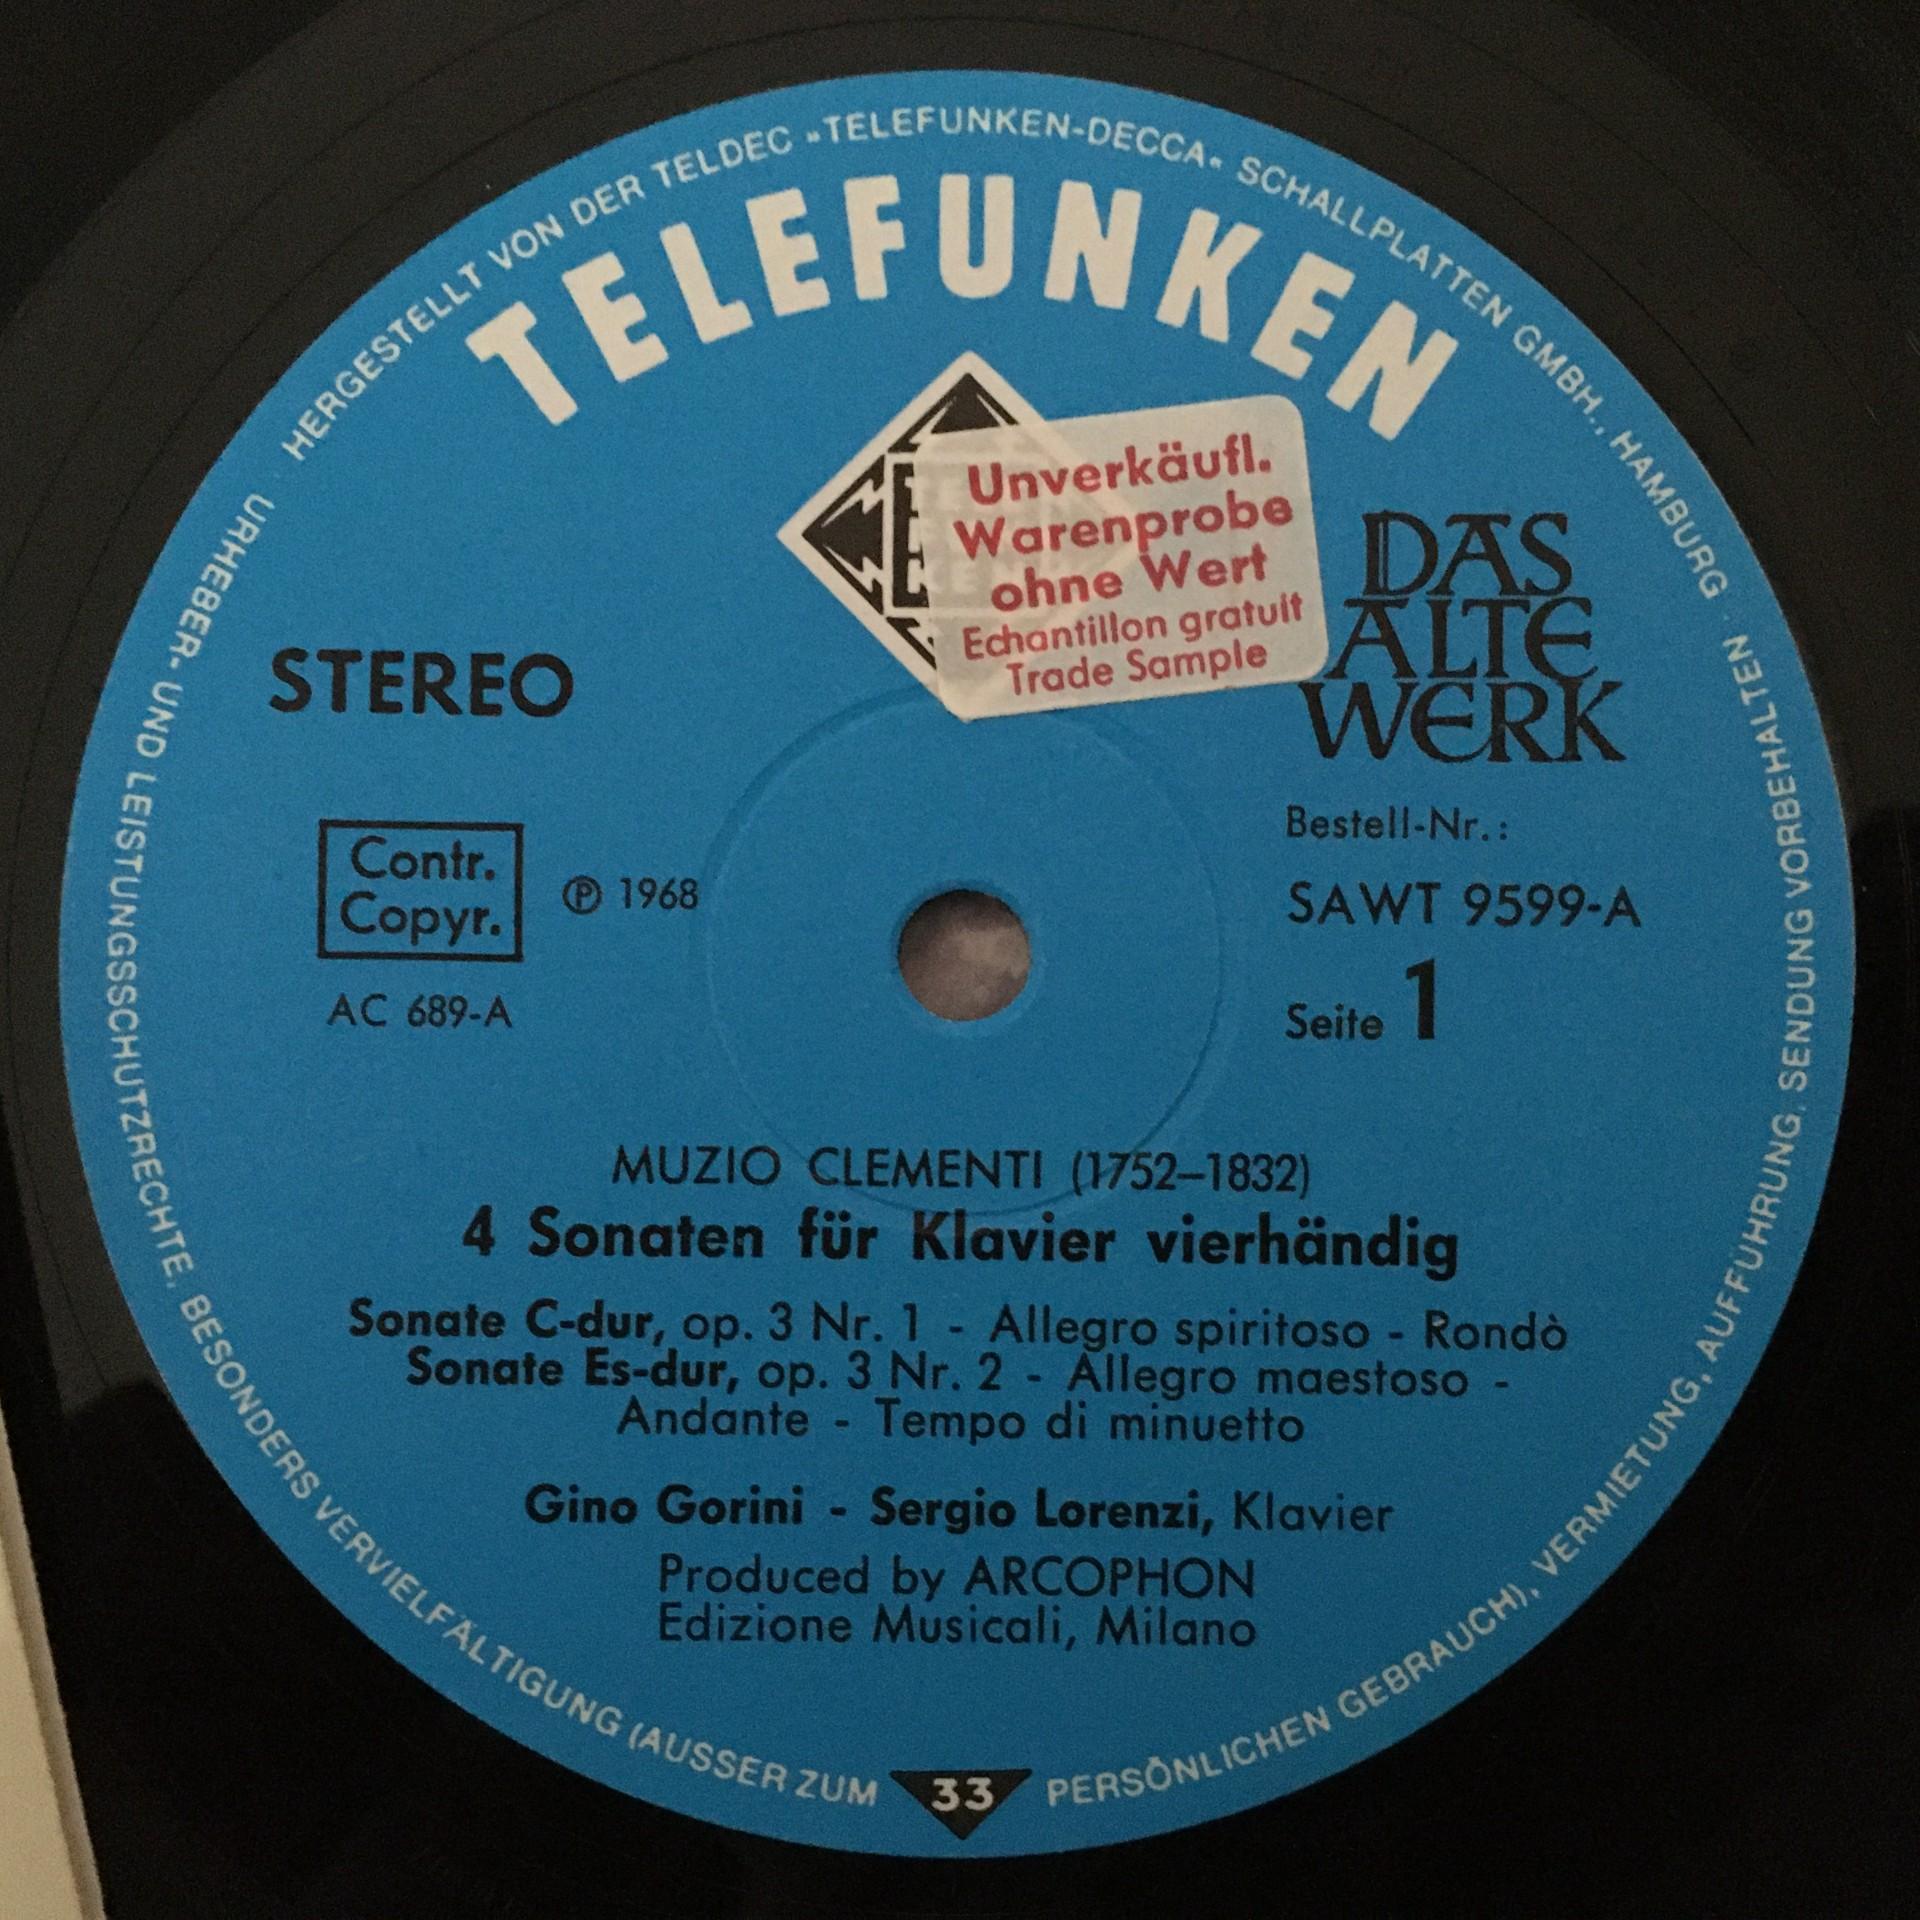 HERGESTELLT VON DER TELDEC »TELEFUNKEN-DECCA« SCHALLPLATTEN GMBH., HAMBURG ·
URHEBER- UND LEISTUNGSSCHUTZRECHTE, BESONDERS VERVIELFÄLTIGUNG (AUSSER ZUM PERSÖNLICHEN GEBRAUCH), VERMIETUNG, AUFFÜHRUNG, SENDUNG VORBEHALTEN
TELEFUNKEN
Unverkäufl.
Warenprobe
ohne Wert
Echantillon gratuit
Trade Sample
DAS
ALTE
WERK
STEREO
Bestell-Nr.:
Contr.
Copyr.
℗ 1968
SAWT 9599-A
AC 689-A
Seite 1
MUZIO CLEMENTI (1752–1832)
4 Sonaten für Klavier vierhändig
Sonate C-dur, op. 3 Nr. 1 - Allegro spiritoso - Rondò
Sonate Es-dur, op. 3 Nr. 2 - Allegro maestoso -
Andante - Tempo di minuetto
Gino Gorini - Sergio Lorenzi, Klavier
Produced by ARCOPHON
Edizione Musicali, Milano
33